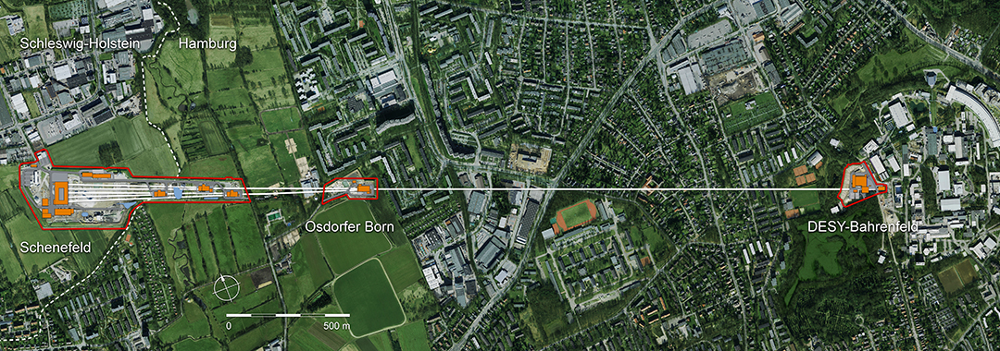 Schleswig-Holstein
Hamburg
Schenefeld
Osdorfer Born
DESY-Bahrenfeld
0
500 m